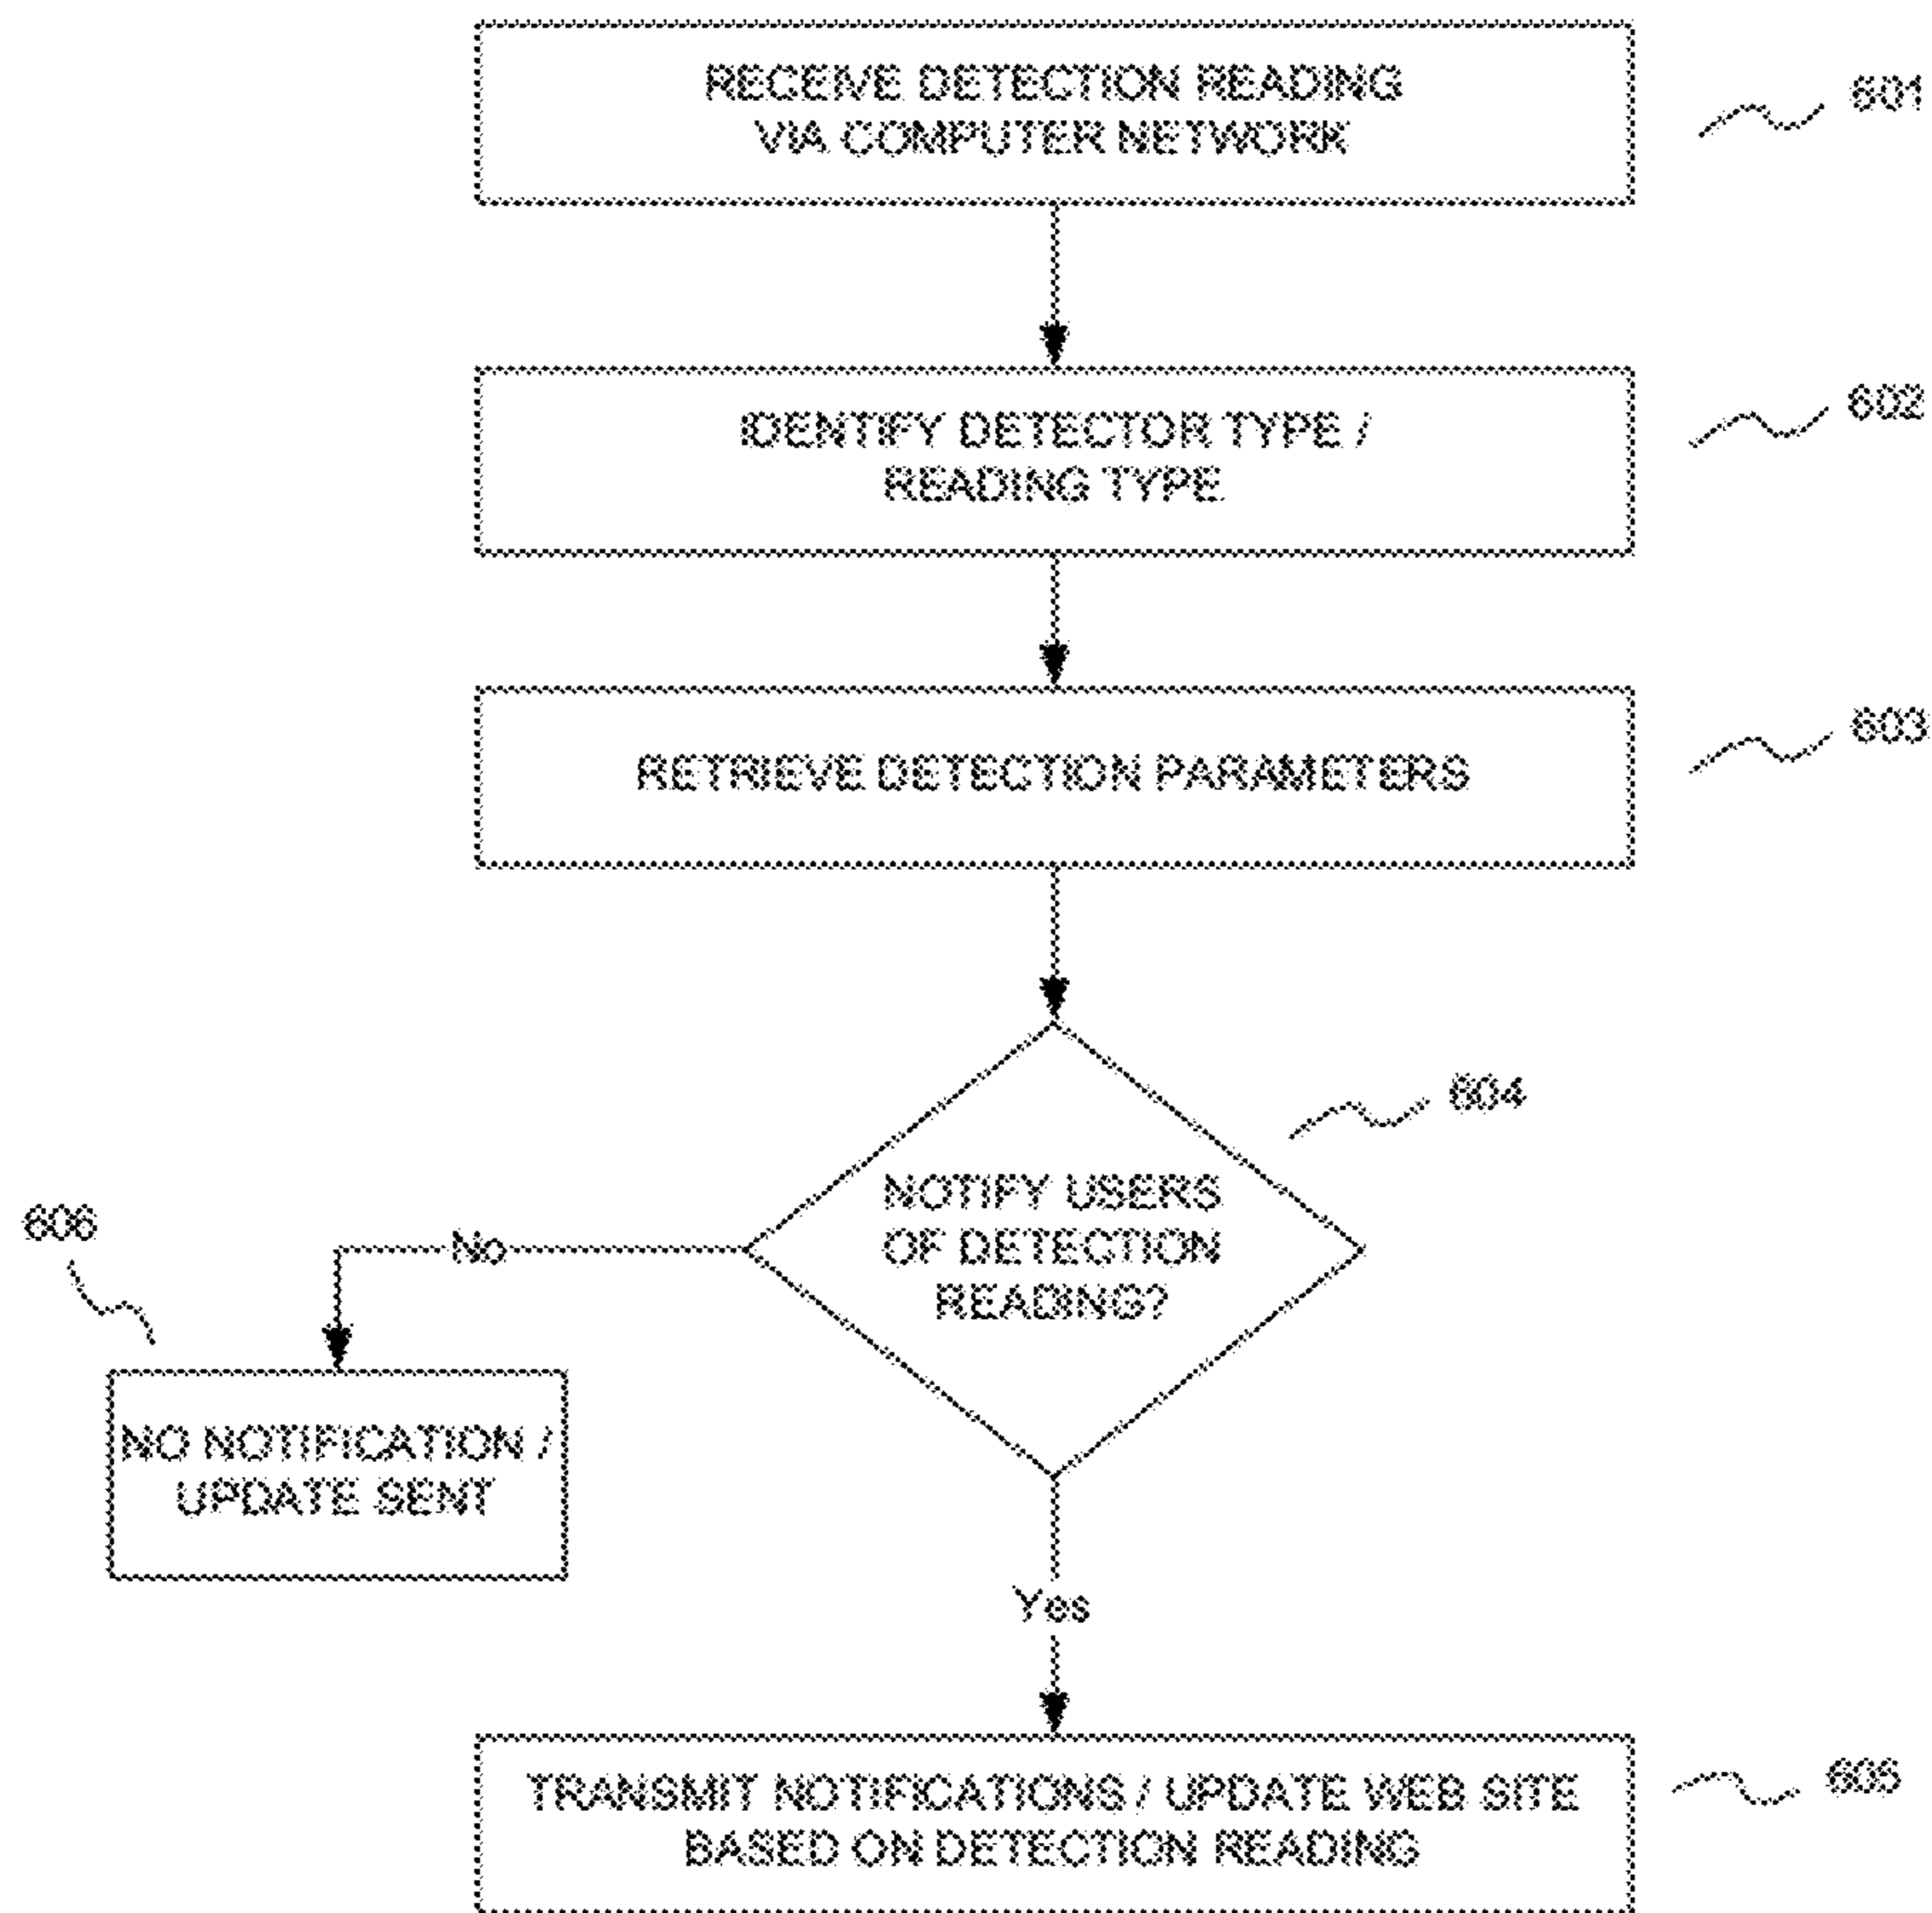 RECEIVE DETECTION READING
VIA COMPUTER NETWORK
601
IDENTIFY DETECTOR TYPE /
READING TYPE
602
RETRIEVE DETECTION PARAMETERS
603
604
NOTIFY USERS
OF DETECTION
READING?
No
606
NO NOTIFICATION /
UPDATE SENT
Yes
TRANSMIT NOTIFICATIONS / UPDATE WEB SITE
BASED ON DETECTION READING
605